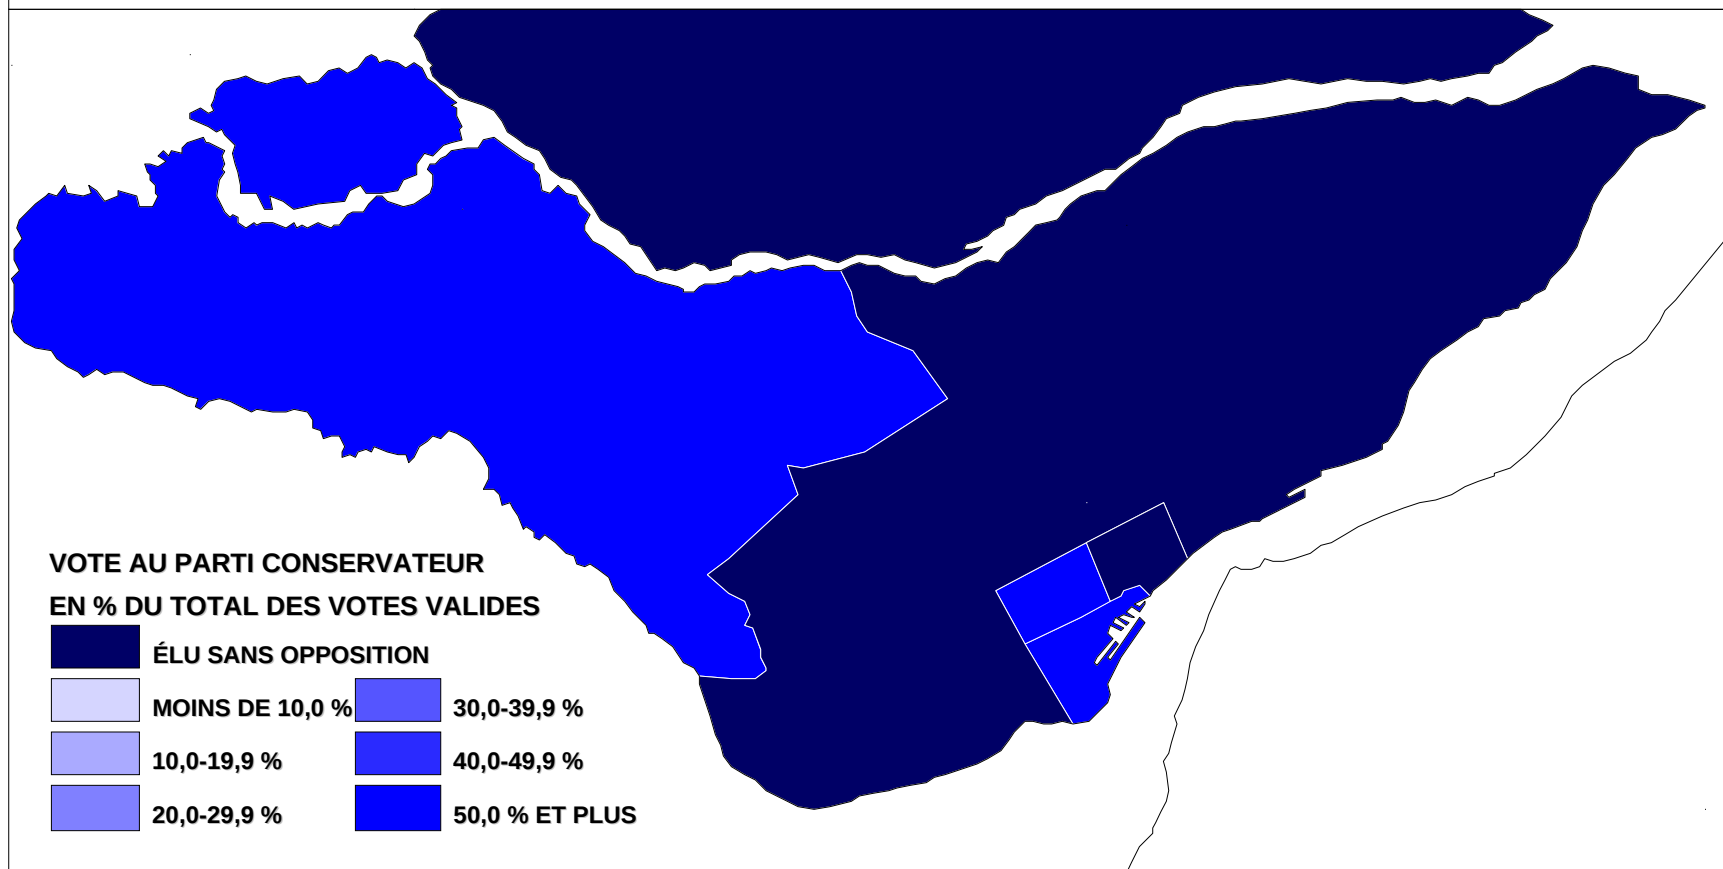 VOTE AU PARTI CONSERVATEUR
EN % DU TOTAL DES VOTES VALIDES
ÉLU SANS OPPOSITION
MOINS DE 10,0 %
30,0-39,9 %
10,0-19,9 %
40,0-49,9 %
20,0-29,9 %
50,0 % ET PLUS